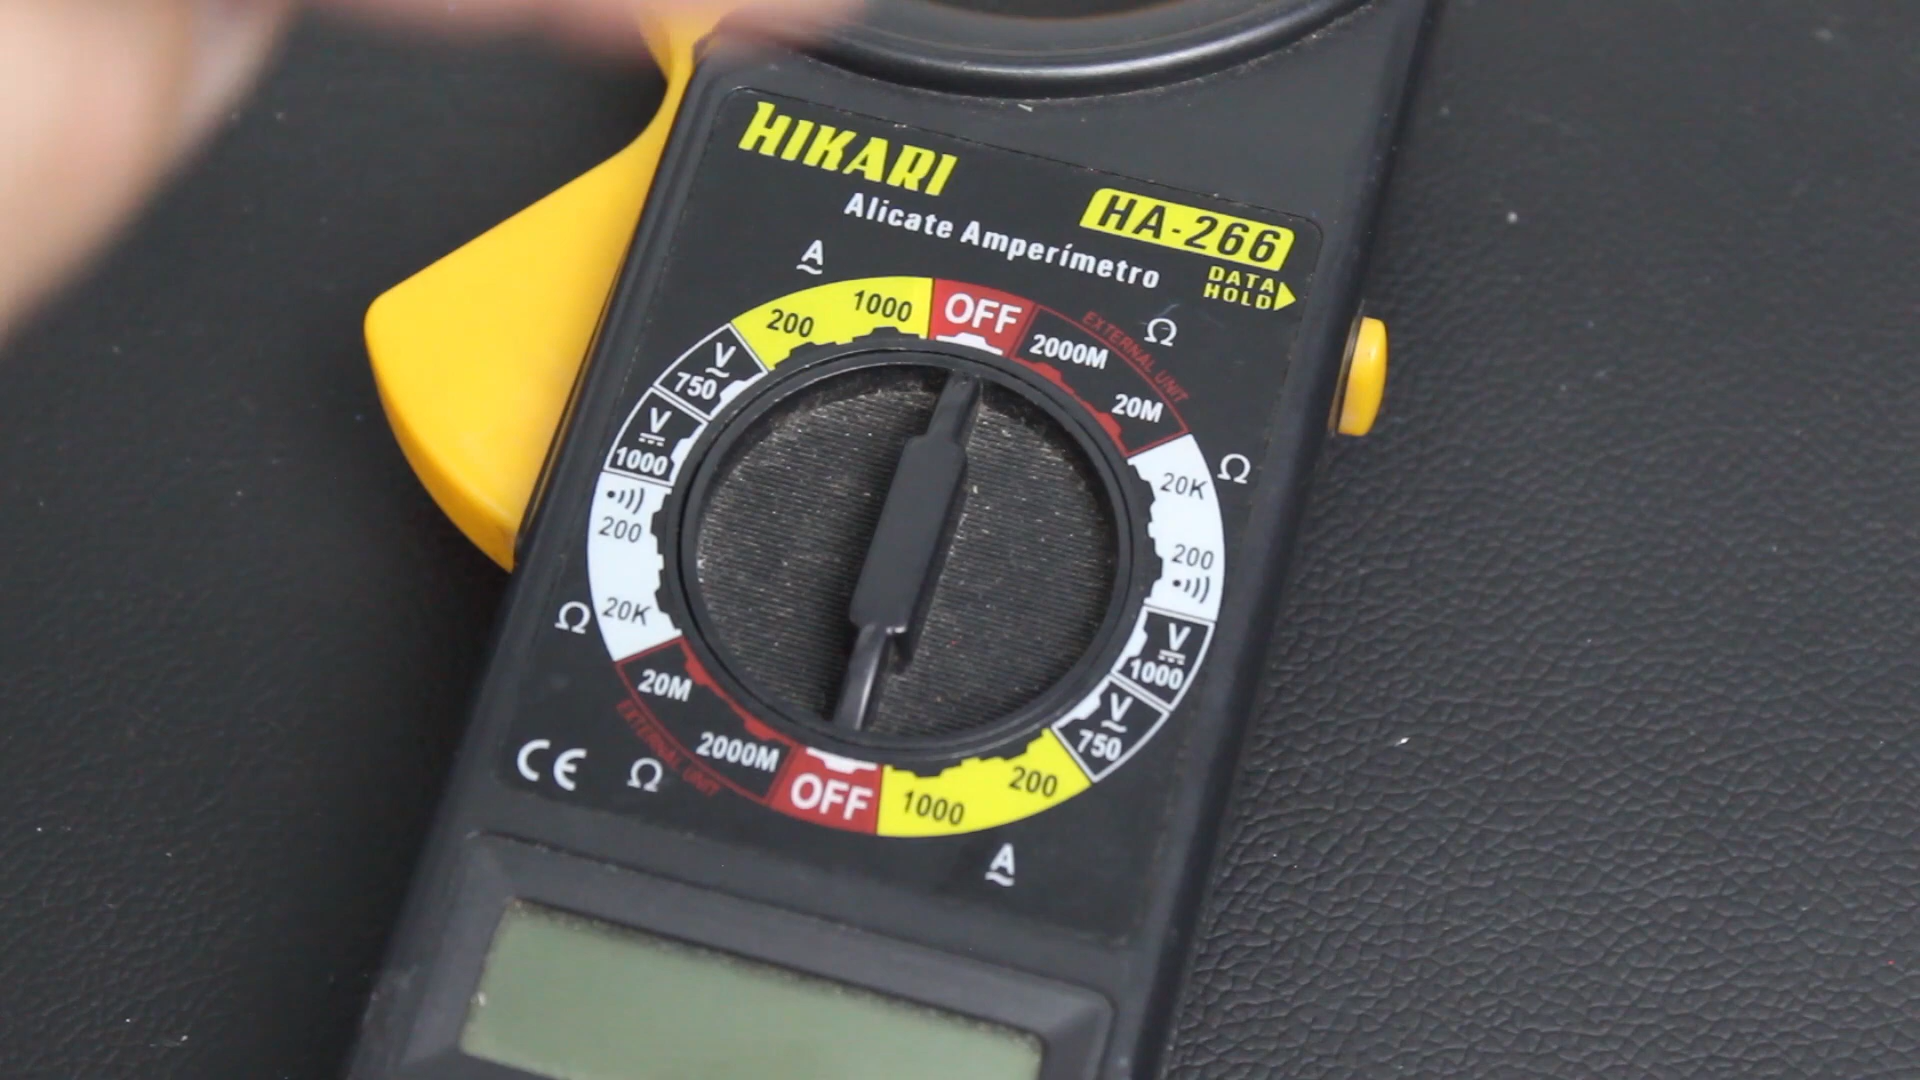 HIKARI
HA-266
Alicate Amperímetro
DATA
HOLD
A
1000
200
OFF
2000M
EXTERNAL UNIT
Ω
20M
V
750
V
1000
200
20K
Ω
20K
Ω
200
V
1000
V
750
20M
2000M
EXTERNAL UNIT
Ω
OFF
1000
200
A
CE